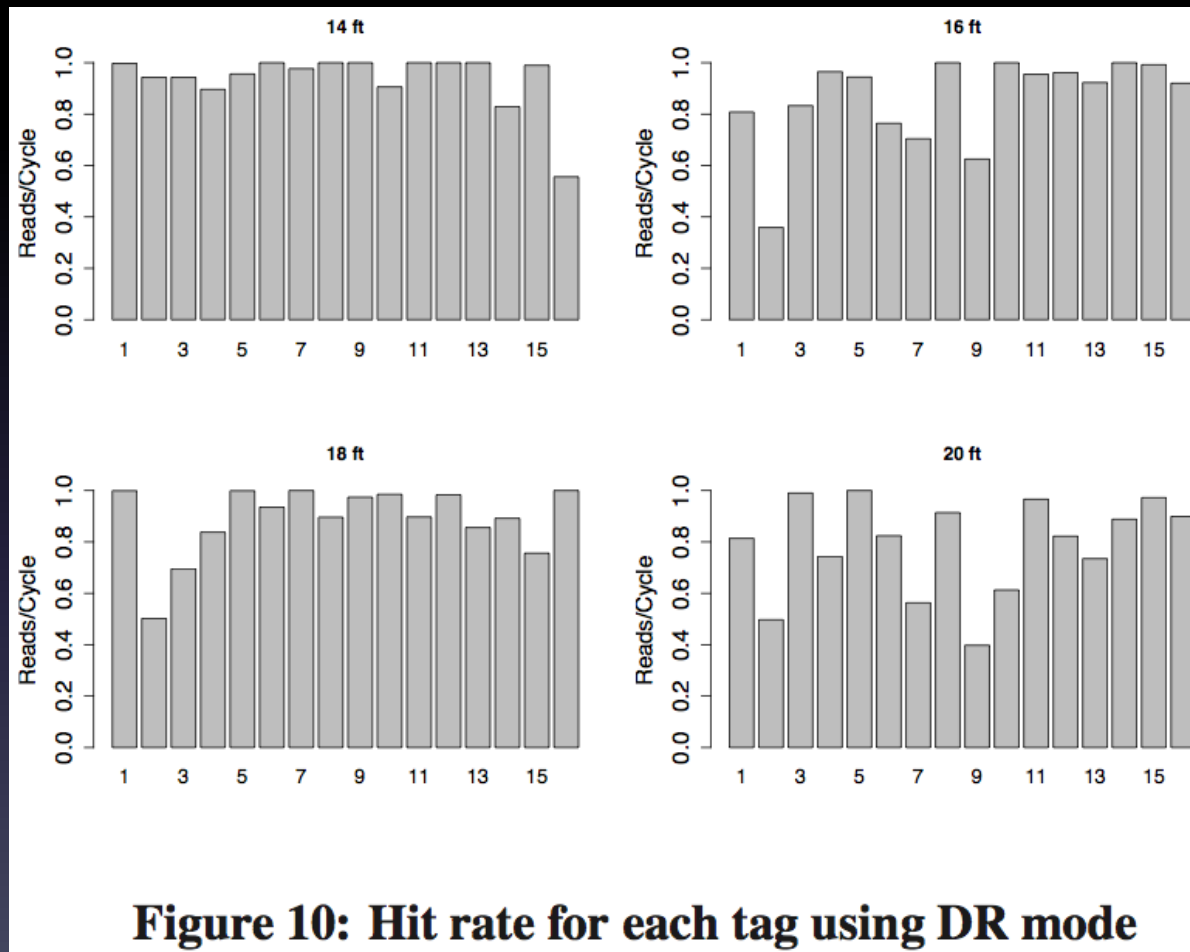 14 ft
Reads/Cycle
0.0 0.2 0.4 0.6 0.8 1.0
1 3 5 7 9 11 13 15
16 ft
Reads/Cycle
0.0 0.2 0.4 0.6 0.8 1.0
1 3 5 7 9 11 13 15
18 ft
Reads/Cycle
0.0 0.2 0.4 0.6 0.8 1.0
1 3 5 7 9 11 13 15
20 ft
Reads/Cycle
0.0 0.2 0.4 0.6 0.8 1.0
1 3 5 7 9 11 13 15
Figure 10: Hit rate for each tag using DR mode